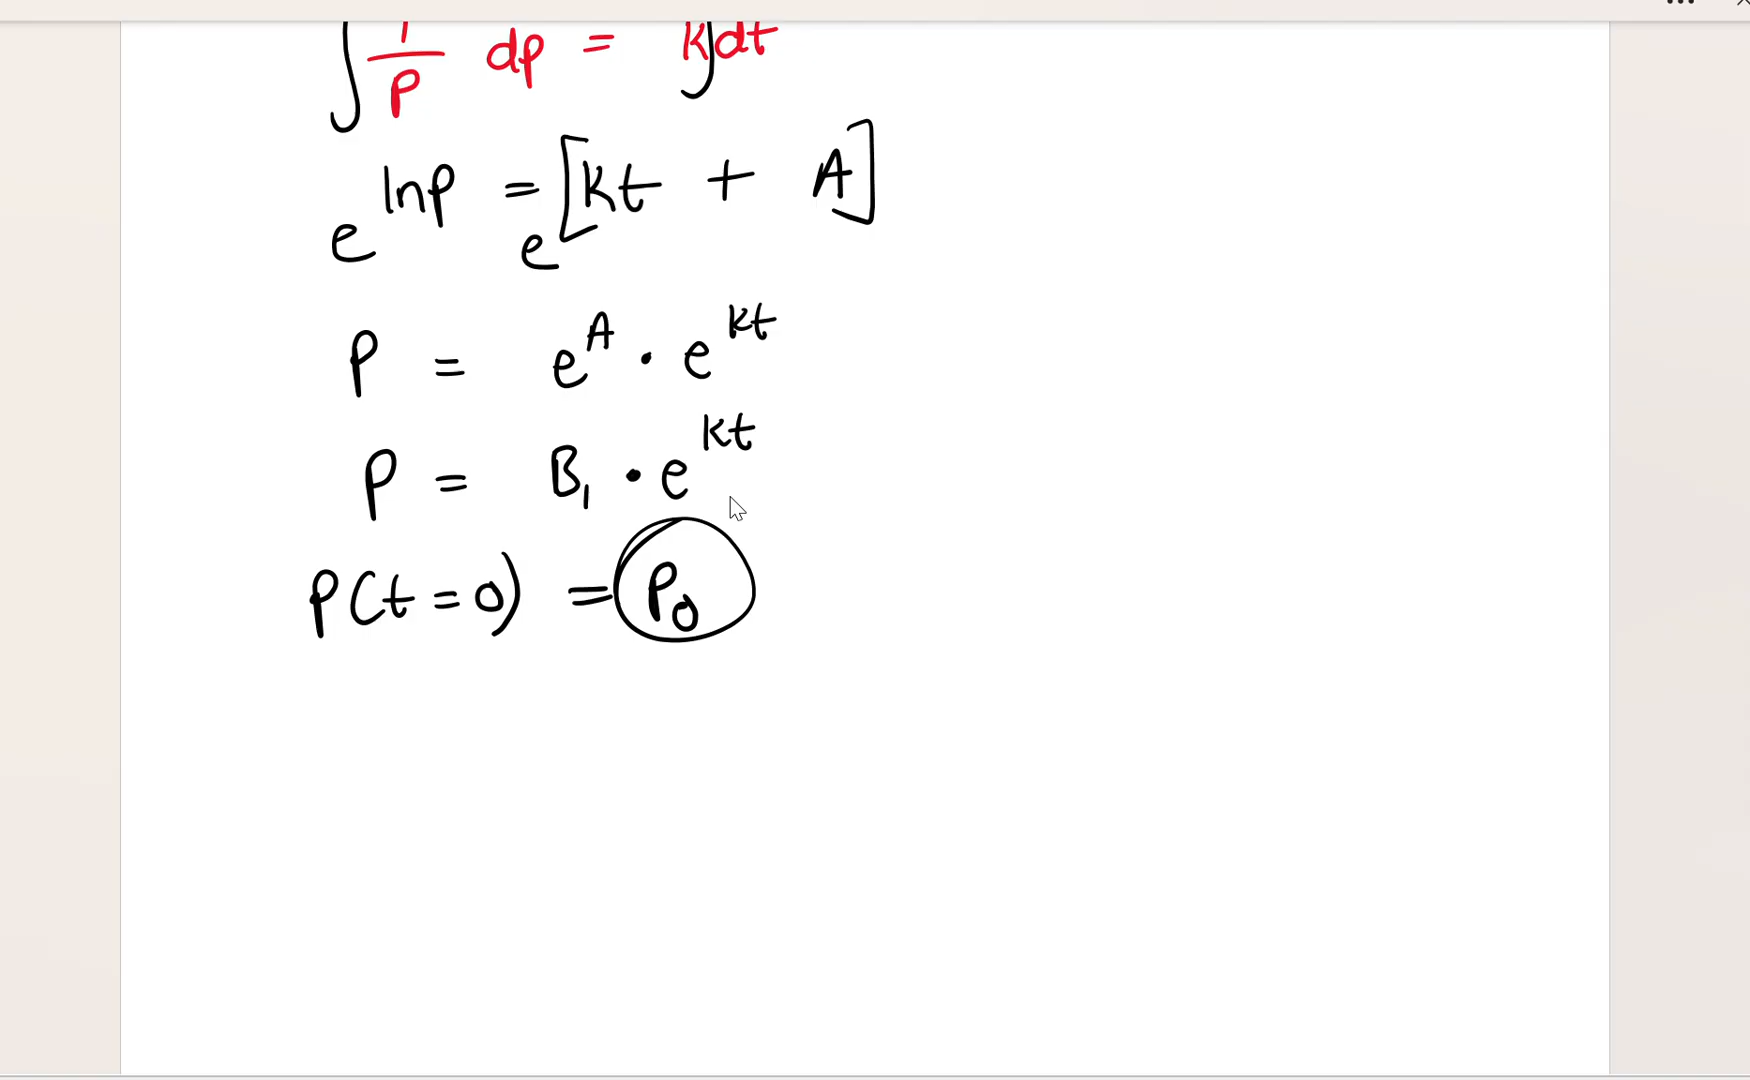 ∫ 1/P dp = k∫dt
e^lnp = e^[kt + A]
P = e^A · e^kt
P = B₁ · e^kt
P(t=0) = P₀